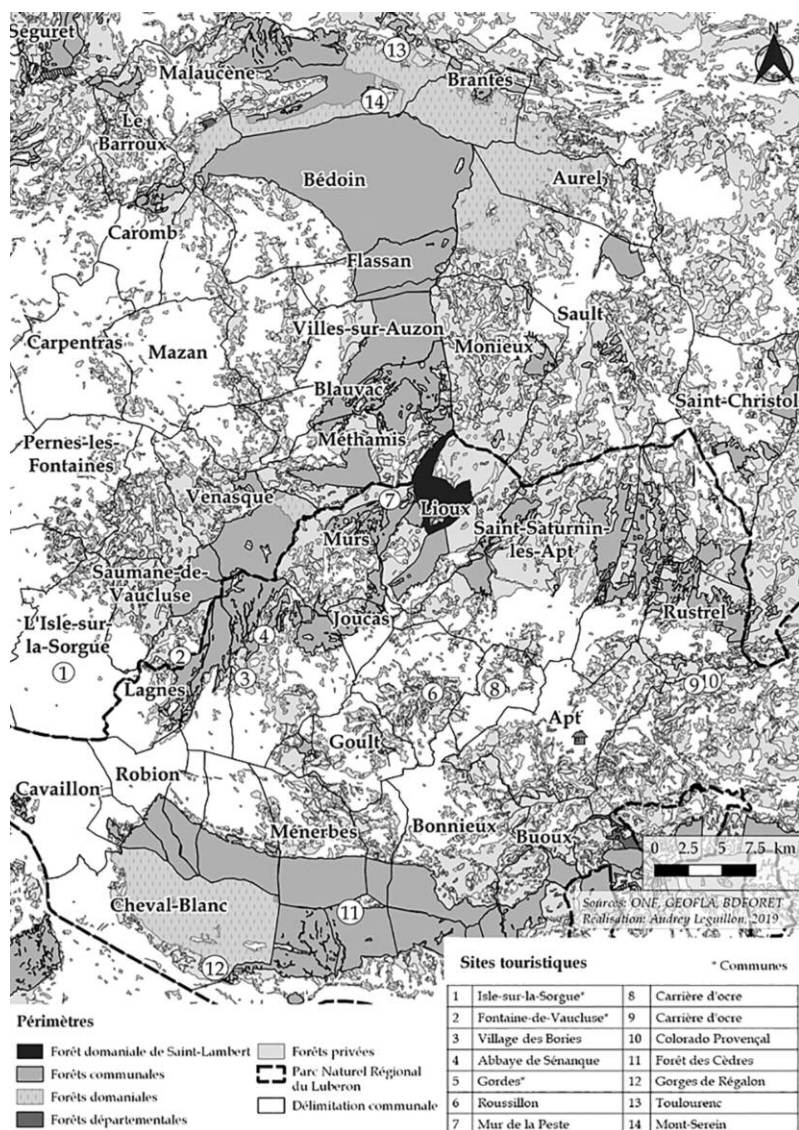 Séguret
13
N
Malaucène
Brantes
14
Le
Barroux
Bédoin
Aurel
Caromb
Flassan
Sault
Villes-sur-Auzon
Carpentras
Mazan
Monieux
Blauvac
Saint-Christol
Pernes-les-
Fontaines
Méthamis
Venasque
7
Lioux
Murs
Saint-Saturnin-
les-Apt
Saumane-de-
Vaucluse
Joucas
Rustrel
L'Isle-sur-
la-Sorgue
4
1
2
3
Lagnes
6
8
9
10
Apt
Goult
Robion
Cavaillon
Ménerbes
Bonnieux
Buoux
0 2.5 5 7.5 km
Cheval-Blanc
11
Sources: ONF, GEOFLA, BDFORET
Réalisation: Audrey Leguillon, 2019
12
Sites touristiques * Communes
1 Isle-sur-la-Sorgue* 8 Carrière d'ocre
2 Fontaine-de-Vaucluse* 9 Carrière d'ocre
3 Village des Bories 10 Colorado Provençal
4 Abbaye de Sénanque 11 Forêt des Cèdres
5 Gordes* 12 Gorges de Régalon
6 Roussillon 13 Toulourenc
7 Mur de la Peste 14 Mont-Serein
Périmètres
Forêt domaniale de Saint-Lambert
Forêts communales
Forêts domaniales
Forêts départementales
Forêts privées
Parc Naturel Régional
du Luberon
Délimitation communale